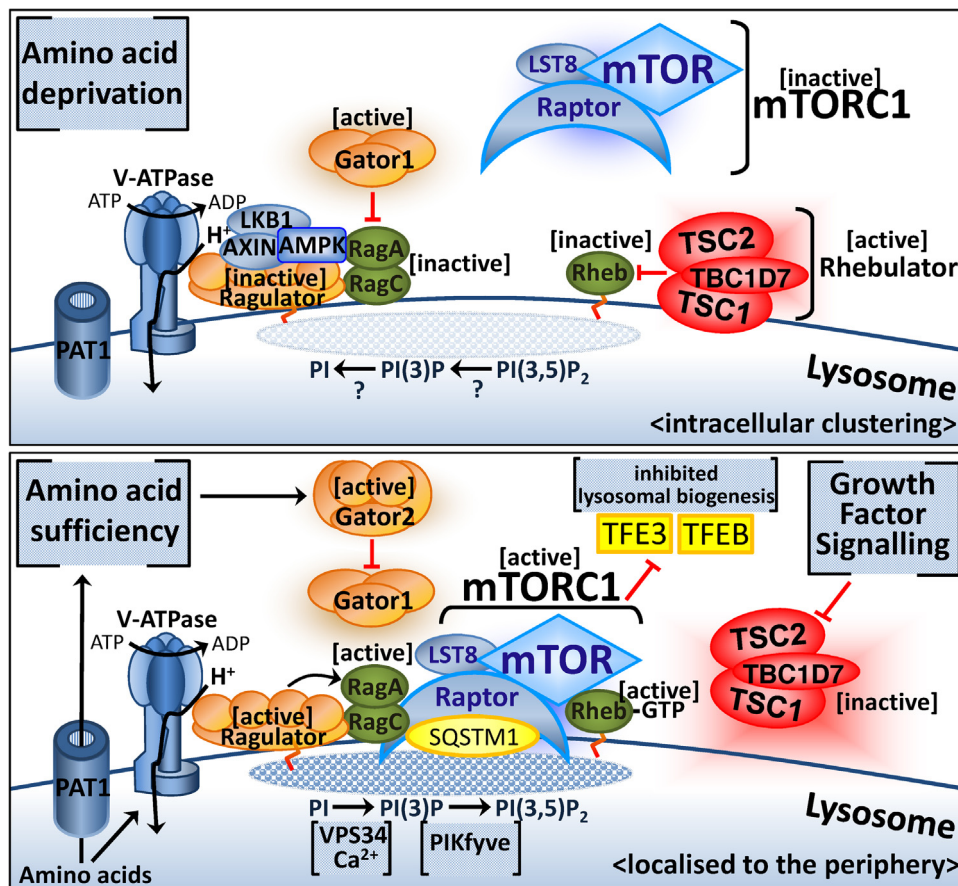 Amino acid
deprivation
LST8
mTOR
Raptor
[inactive]
mTORC1
[active]
Gator1
V-ATPase
ATP
ADP
H+
LKB1
AXIN
AMPK
RagA
RagC
[inactive]
[inactive]
Ragulator
[inactive]
Rheb
TSC2
TBC1D7
TSC1
[active]
Rhebulator
PAT1
PI
PI(3)P
PI(3,5)P2
?
?
Lysosome
<intracellular clustering>
Amino acid
sufficiency
[active]
Gator2
Gator1
inhibited
lysosomal biogenesis
TFE3
TFEB
Growth
Factor
Signalling
[active]
mTORC1
V-ATPase
ATP
ADP
H+
[active]
RagA
RagC
LST8
mTOR
Raptor
SQSTM1
[active]
Rheb
-GTP
[active]
Ragulator
TSC2
TBC1D7
TSC1
[inactive]
PAT1
PI
PI(3)P
PI(3,5)P2
VPS34
Ca2+
PIKfyve
Amino acids
Lysosome
<localised to the periphery>